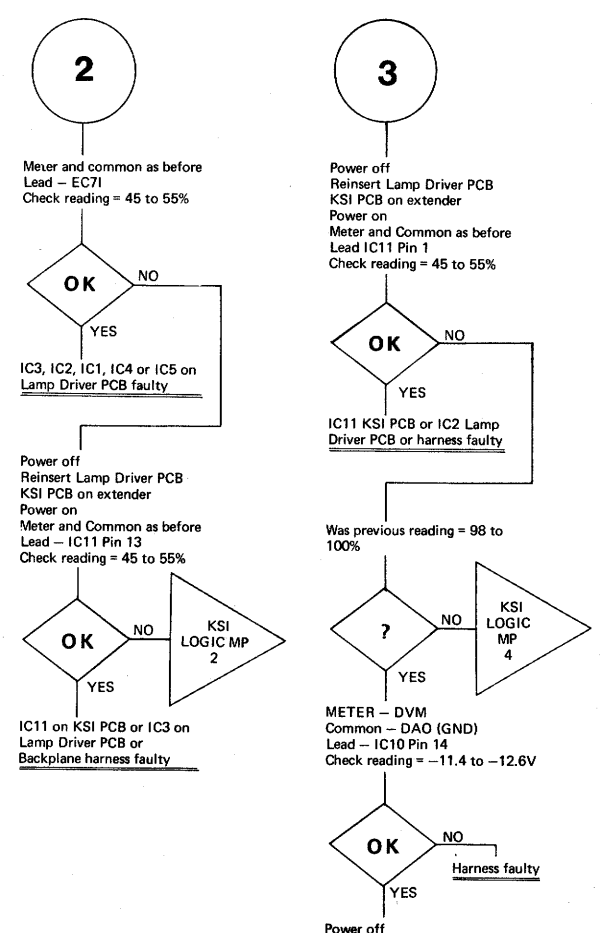 2
Meter and common as before
Lead – EC71
Check reading = 45 to 55%
OK
NO
YES
IC3, IC2, IC1, IC4 or IC5 on
Lamp Driver PCB faulty
Power off
Reinsert Lamp Driver PCB
KSI PCB on extender
Power on
Meter and Common as before
Lead – IC11 Pin 13
Check reading = 45 to 55%
OK
NO
KSI
LOGIC MP
2
YES
IC11 on KSI PCB or IC3 on
Lamp Driver PCB or
Backplane harness faulty
3
Power off
Reinsert Lamp Driver PCB
KSI PCB on extender
Power on
Meter and Common as before
Lead IC11 Pin 1
Check reading = 45 to 55%
OK
NO
YES
IC11 KSI PCB or IC2 Lamp
Driver PCB or harness faulty
Was previous reading = 98 to
100%
?
NO
KSI
LOGIC
MP
4
YES
METER – DVM
Common – DAO (GND)
Lead – IC10 Pin 14
Check reading = –11.4 to –12.6V
OK
NO
Harness faulty
YES
Power off